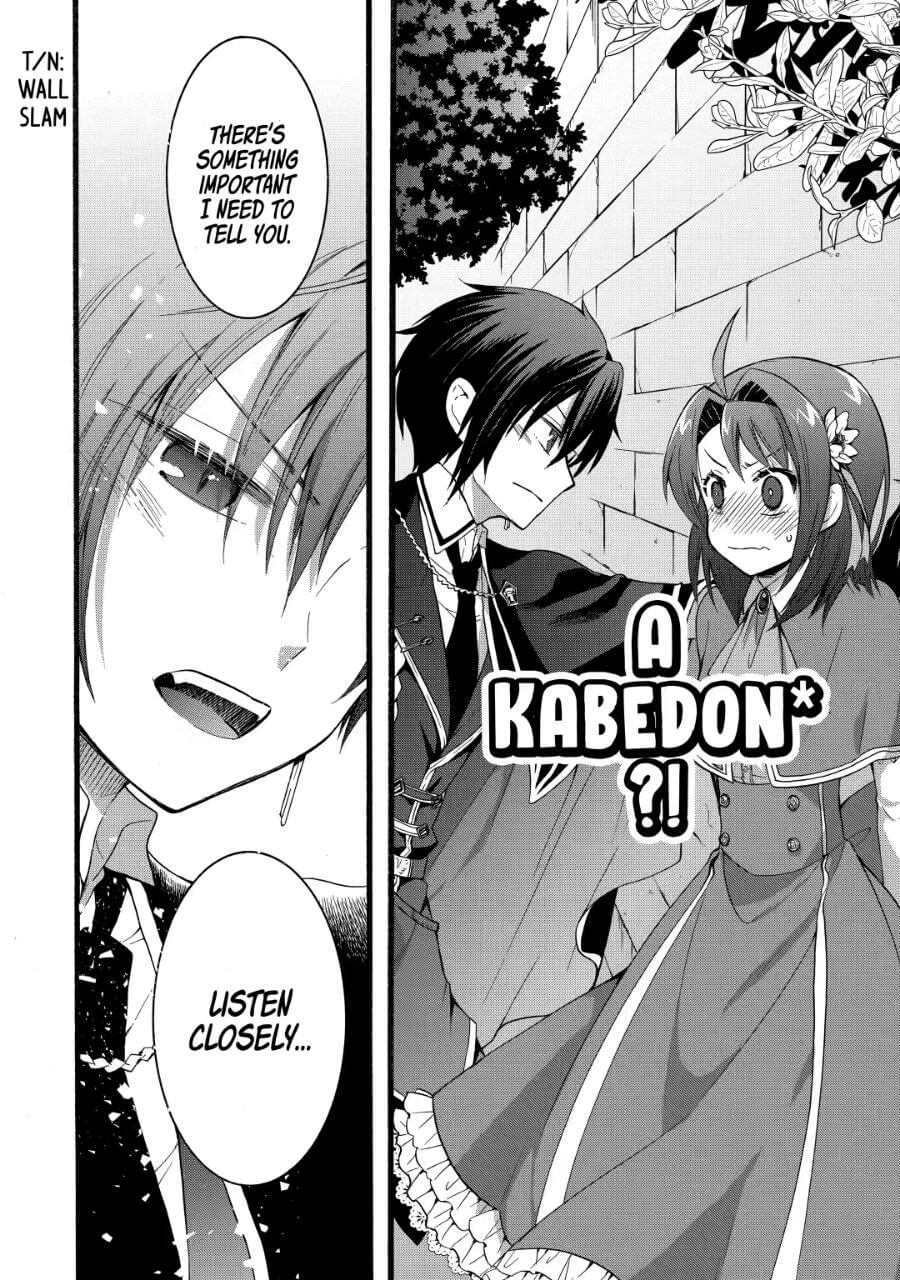 A
KABEDON*
?!
THERE'S
SOMETHING
IMPORTANT
I NEED TO
TELL YOU.
LISTEN
CLOSELY...
T/N:
WALL
SLAM